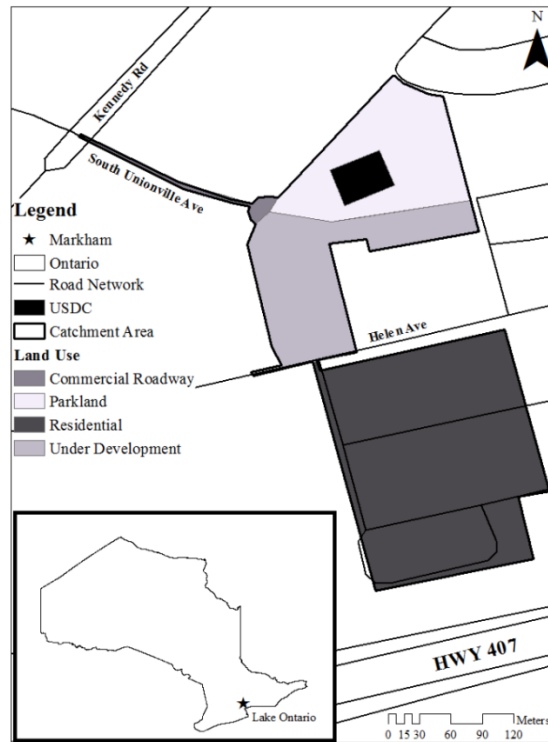 N
Kennedy Rd
South Unionville Ave
Legend
Markham
Ontario
Road Network
USDC
Catchment Area
Land Use
Commercial Roadway
Parkland
Residential
Under Development
Helen Ave
HWY 407
Lake Ontario
Meters
0 15 30 60 90 120